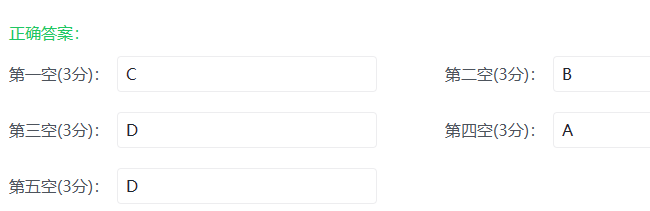 正确答案：
第一空(3分)： C 第二空(3分)： B
第三空(3分)： D 第四空(3分)： A
第五空(3分)： D